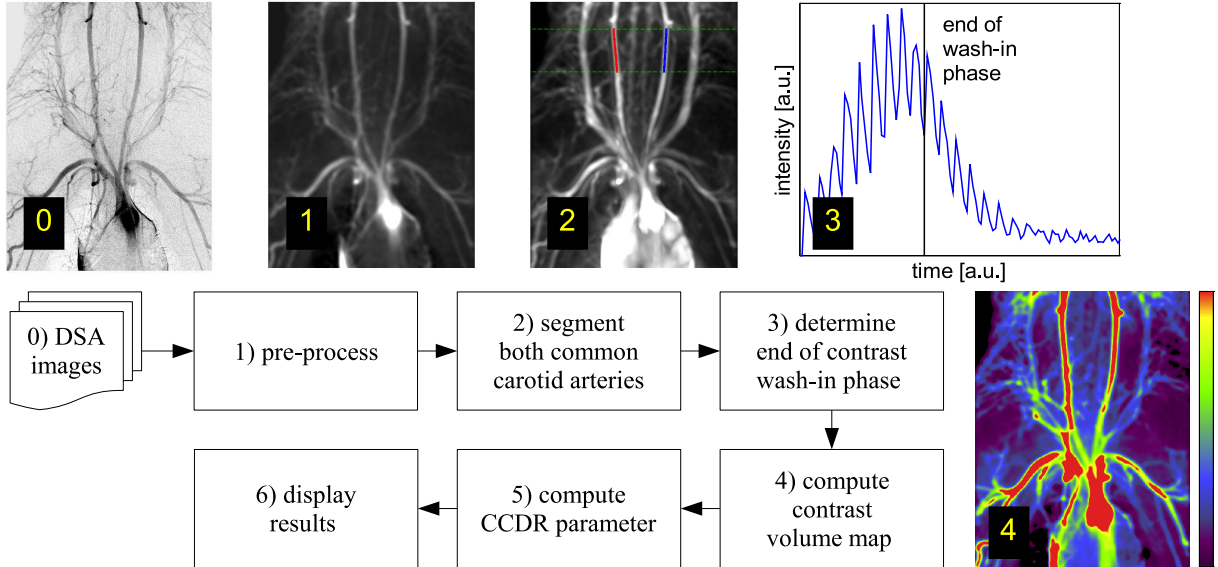 0
1
2
end of
wash-in
phase
intensity [a.u.]
3
time [a.u.]
0) DSA
images
1) pre-process
2) segment
both common
carotid arteries
3) determine
end of contrast
wash-in phase
6) display
results
5) compute
CCDR parameter
4) compute
contrast
volume map
4